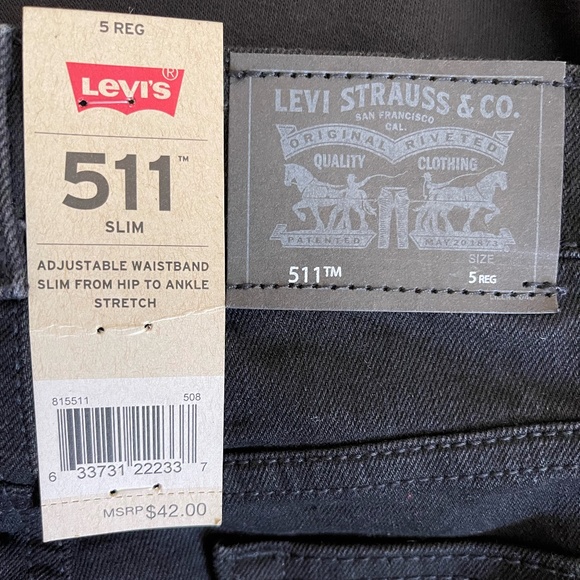 5 REG
Levi's®
511™
SLIM
ADJUSTABLE WAISTBAND
SLIM FROM HIP TO ANKLE
STRETCH
815511 508
6 33731 22233 7
MSRP $42.00
LEVI STRAUSS & CO.
SAN FRANCISCO
CAL.
ORIGINAL RIVETED
QUALITY CLOTHING
PATENTED MAY 20 1873
SIZE
511™ 5 REG